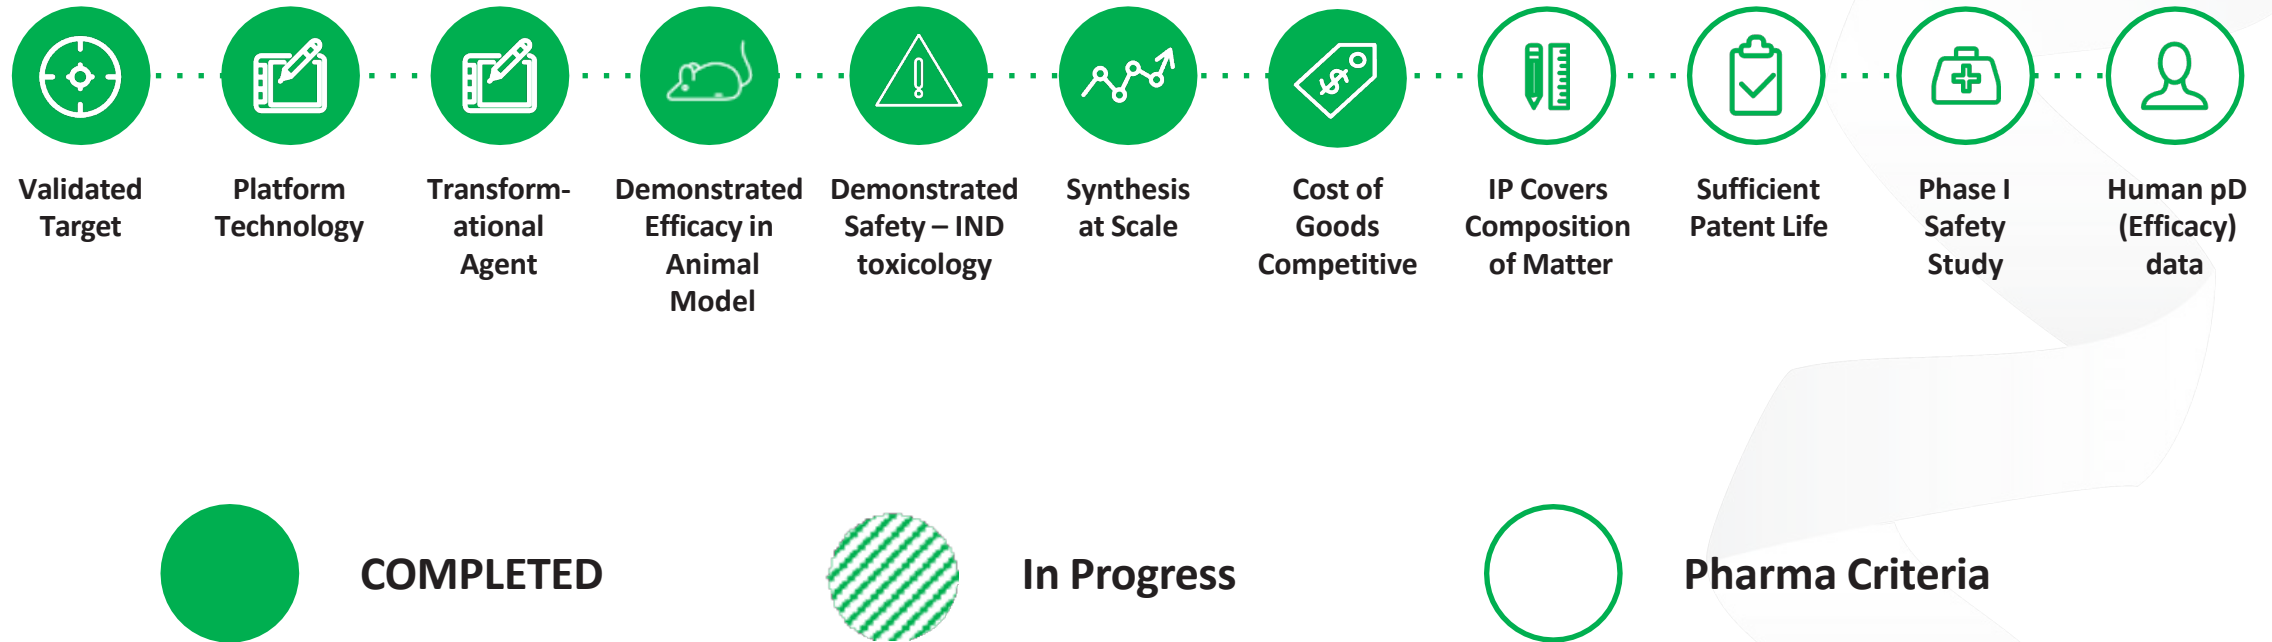 Validated
Target
Platform
Technology
Transform-
ational
Agent
Demonstrated
Efficacy in
Animal
Model
Demonstrated
Safety – IND
toxicology
Synthesis
at Scale
Cost of
Goods
Competitive
IP Covers
Composition
of Matter
Sufficient
Patent Life
Phase I
Safety
Study
Human pD
(Efficacy)
data
COMPLETED
In Progress
Pharma Criteria